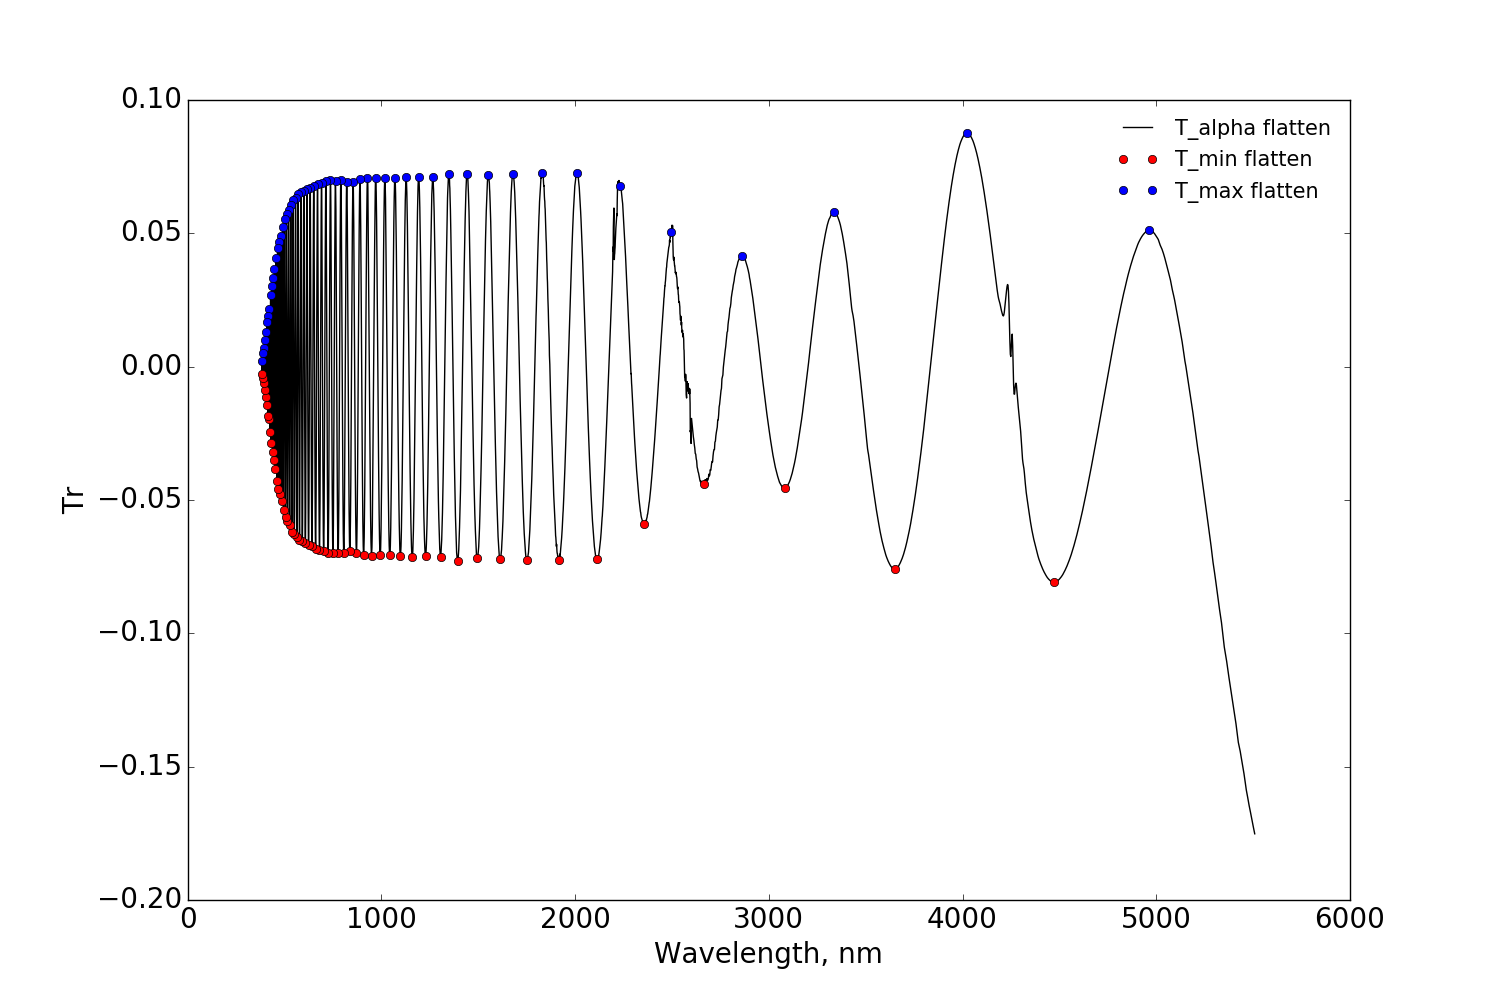 0.10
0.05
0.00
−0.05
−0.10
−0.15
−0.20
Tr
T_alpha flatten
T_min flatten
T_max flatten
0 1000 2000 3000 4000 5000 6000
Wavelength, nm